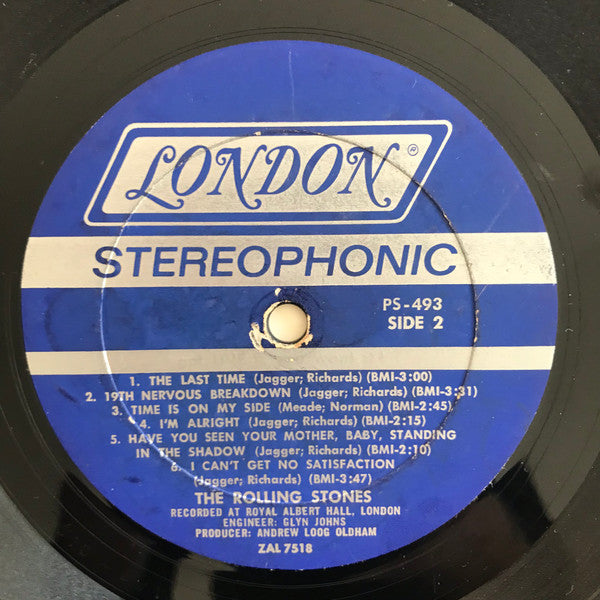 LONDON®
STEREOPHONIC
PS-493
SIDE 2
1. THE LAST TIME (Jagger; Richards) (BMI-3:00)
2. 19TH NERVOUS BREAKDOWN (Jagger; Richards) (BMI-3:31)
3. TIME IS ON MY SIDE (Meade; Norman) (BMI-2:45)
4. I'M ALRIGHT (Jagger; Richards) (BMI-2:15)
5. HAVE YOU SEEN YOUR MOTHER, BABY, STANDING
IN THE SHADOW (Jagger; Richards) (BMI-2:10)
6. I CAN'T GET NO SATISFACTION
(Jagger; Richards) (BMI-3:47)
THE ROLLING STONES
RECORDED AT ROYAL ALBERT HALL, LONDON
ENGINEER: GLYN JOHNS
PRODUCER: ANDREW LOOG OLDHAM
ZAL 7518